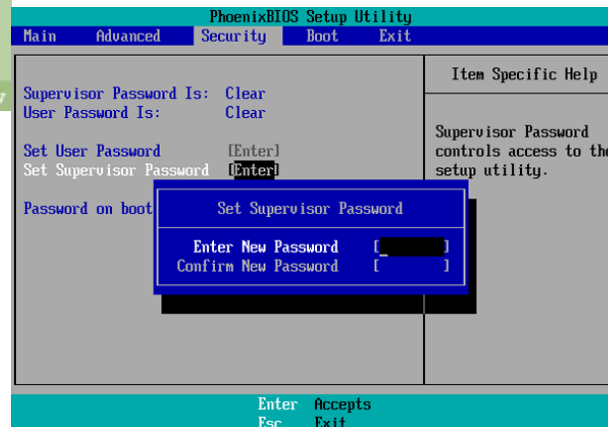 PhoenixBIOS Setup Utility
Main Advanced Security Boot Exit
Item Specific Help
Supervisor Password Is: Clear
User Password Is: Clear
Supervisor Password
controls access to the
setup utility.
Set User Password [Enter]
Set Supervisor Password [Enter]
Password on boot
Set Supervisor Password
Enter New Password [_ ]
Confirm New Password [ ]
Enter Accepts
Esc Exit